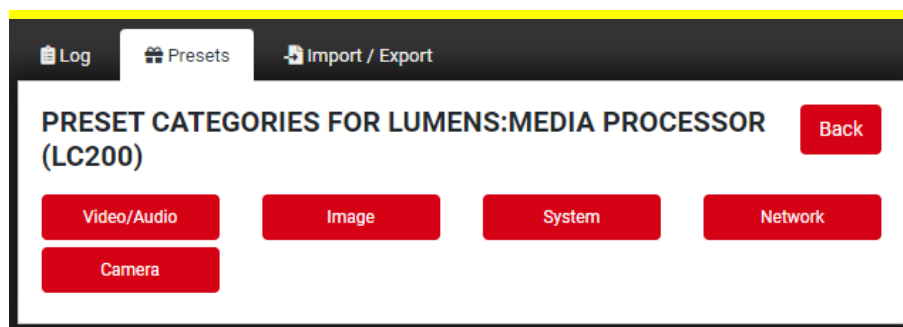 Log Presets Import / Export
PRESET CATEGORIES FOR LUMENS:MEDIA PROCESSOR
(LC200)
Back
Video/Audio Image System Network
Camera